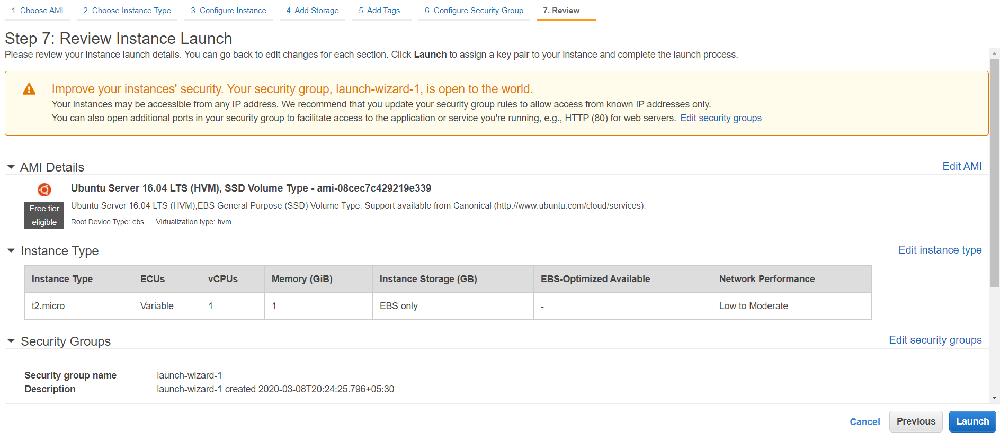 1. Choose AMI 2. Choose Instance Type 3. Configure Instance 4. Add Storage 5. Add Tags 6. Configure Security Group 7. Review
Step 7: Review Instance Launch
Please review your instance launch details. You can go back to edit changes for each section. Click Launch to assign a key pair to your instance and complete the launch process.
Improve your instances' security. Your security group, launch-wizard-1, is open to the world.
Your instances may be accessible from any IP address. We recommend that you update your security group rules to allow access from known IP addresses only.
You can also open additional ports in your security group to facilitate access to the application or service you're running, e.g., HTTP (80) for web servers. Edit security groups
AMI Details Edit AMI
Ubuntu Server 16.04 LTS (HVM), SSD Volume Type - ami-08cec7c429219e339
Free tier
eligible
Ubuntu Server 16.04 LTS (HVM),EBS General Purpose (SSD) Volume Type. Support available from Canonical (http://www.ubuntu.com/cloud/services).
Root Device Type: ebs Virtualization type: hvm
Instance Type Edit instance type
Instance Type ECUs vCPUs Memory (GiB) Instance Storage (GB) EBS-Optimized Available Network Performance
t2.micro Variable 1 1 EBS only - Low to Moderate
Security Groups Edit security groups
Security group name launch-wizard-1
Description launch-wizard-1 created 2020-03-08T20:24:25.796+05:30
Cancel Previous Launch